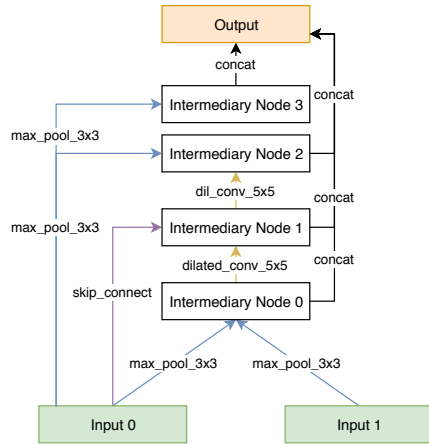 Output
concat
concat
Intermediary Node 3
max_pool_3x3
Intermediary Node 2
dil_conv_5x5
concat
max_pool_3x3
Intermediary Node 1
concat
dilated_conv_5x5
skip_connect
Intermediary Node 0
max_pool_3x3
max_pool_3x3
Input 0
Input 1